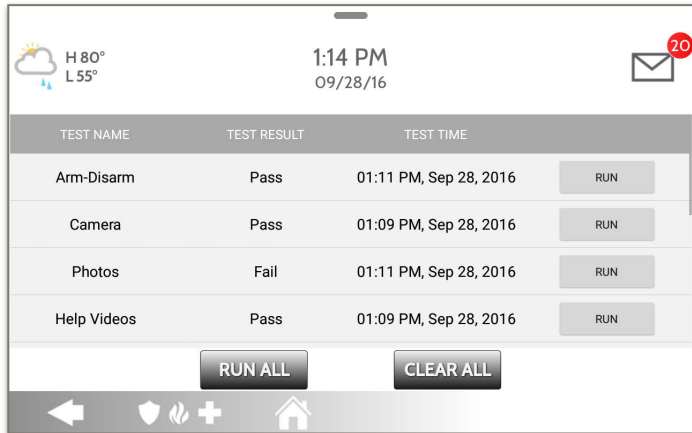 H 80°
L 55°
1:14 PM
09/28/16
20
TEST NAME TEST RESULT TEST TIME
Arm-Disarm Pass 01:11 PM, Sep 28, 2016 RUN
Camera Pass 01:09 PM, Sep 28, 2016 RUN
Photos Fail 01:11 PM, Sep 28, 2016 RUN
Help Videos Pass 01:09 PM, Sep 28, 2016 RUN
RUN ALL CLEAR ALL